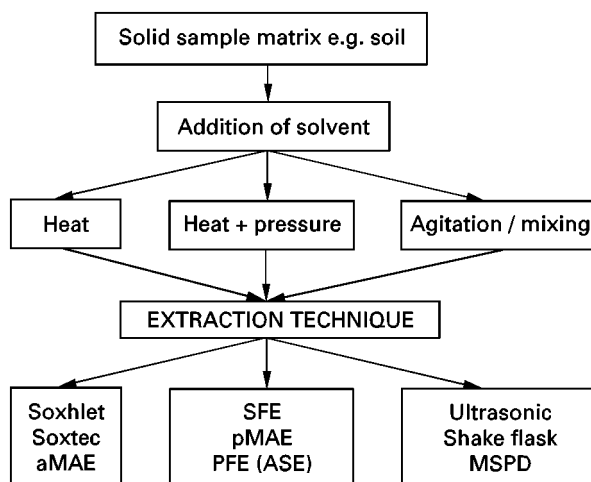 Solid sample matrix e.g. soil
Addition of solvent
Heat
Heat + pressure
Agitation / mixing
EXTRACTION TECHNIQUE
Soxhlet
Soxtec
aMAE
SFE
pMAE
PFE (ASE)
Ultrasonic
Shake flask
MSPD